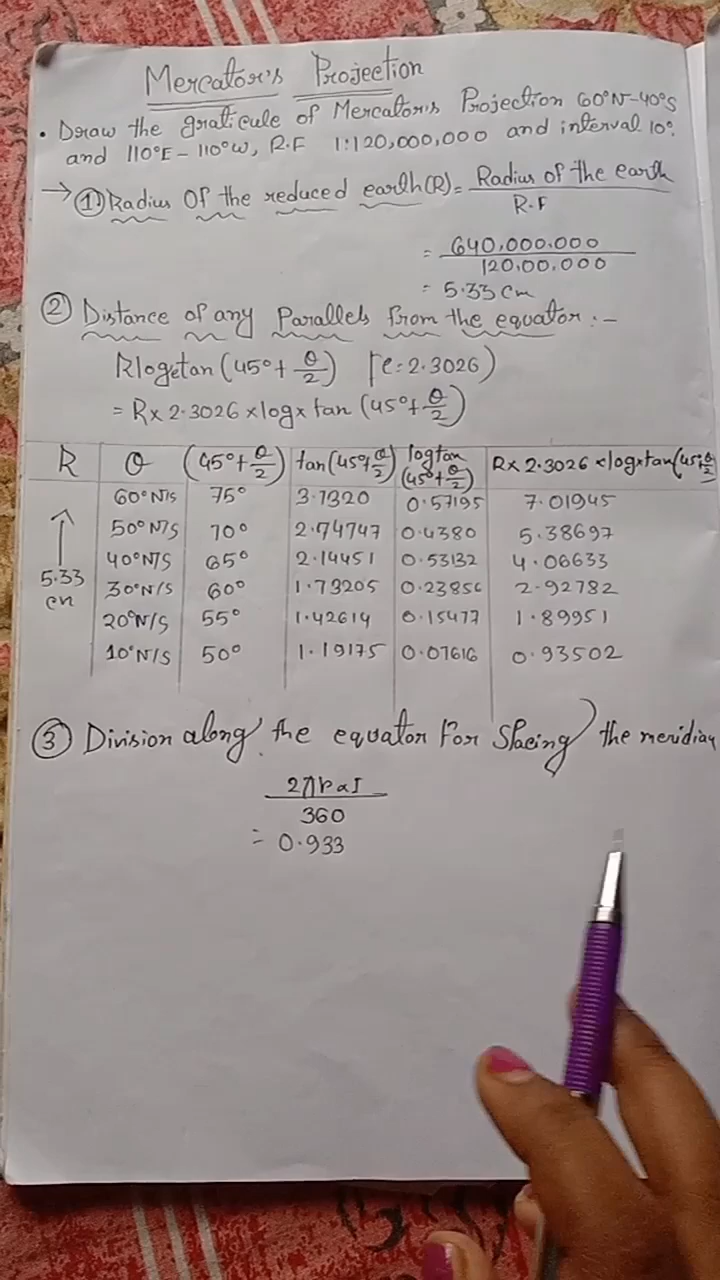 Mercator's Projection
• Draw the graticule of Mercator's Projection 60°N-40°S
and 110°E - 110°W, R.F 1:120,000,000 and interval 10°.
→ ① Radius Of the reduced earth(R) = Radius of the earth
R.F
= 640,000,000
120,00,000
= 5.33 Cm
② Distance of any Parallels from the equator :-
Rlogetan (45°+ θ/2) [e = 2.3026)
= R× 2.3026 × log × tan (45°+ θ/2)
R θ (45°+ θ/2) tan(45°+ θ/2) logtan (45°+ θ/2) R× 2.3026 × log× tan(45°+ θ/2)
60°N/S 75° 3.7320 0.57195 7.01945
50°N/S 70° 2.74747 0.4380 5.38697
40°N/S 65° 2.14451 0.53132 4.06633
5.33 cm 30°N/S 60° 1.73205 0.23856 2.92782
20°N/S 55° 1.42614 0.15477 1.89951
10°N/S 50° 1.19175 0.07616 0.93502
③ Division along the equator For Spacing the meridian
2πraI
360
= 0.933